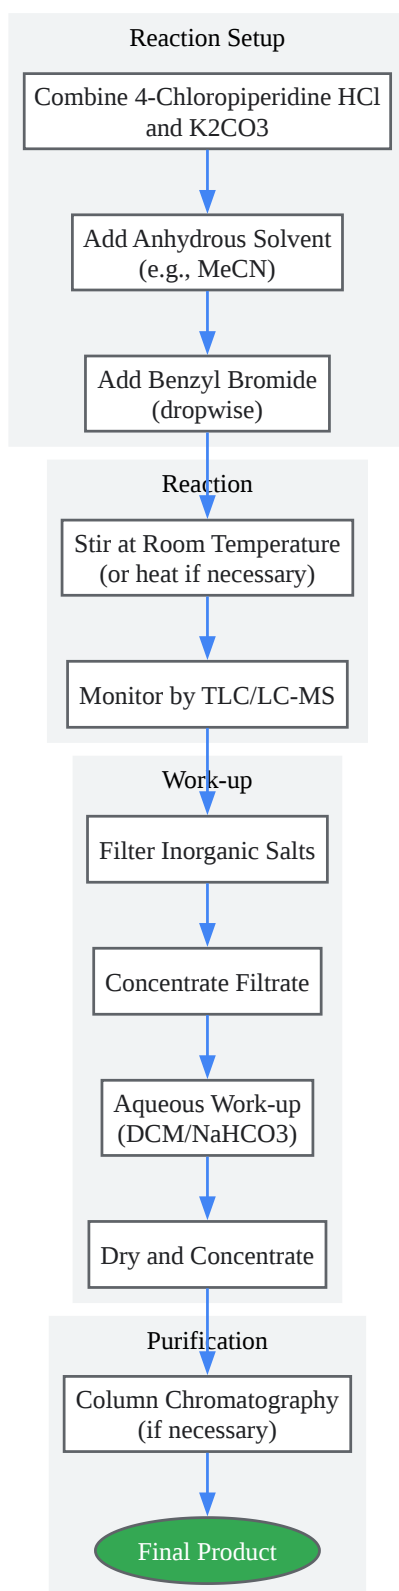 Reaction Setup
Combine 4-Chloropiperidine HCl
and K2CO3
Add Anhydrous Solvent
(e.g., MeCN)
Add Benzyl Bromide
(dropwise)
Reaction
Stir at Room Temperature
(or heat if necessary)
Monitor by TLC/LC-MS
Work-up
Filter Inorganic Salts
Concentrate Filtrate
Aqueous Work-up
(DCM/NaHCO3)
Dry and Concentrate
Purification
Column Chromatography
(if necessary)
Final Product